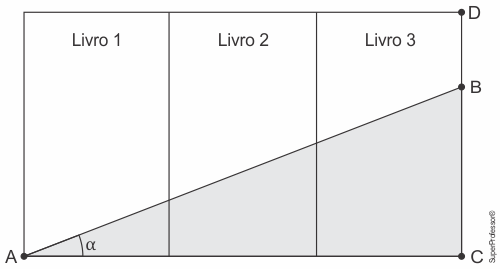 D
Livro 1 Livro 2 Livro 3
B
α
A
C
SuperProfessor®